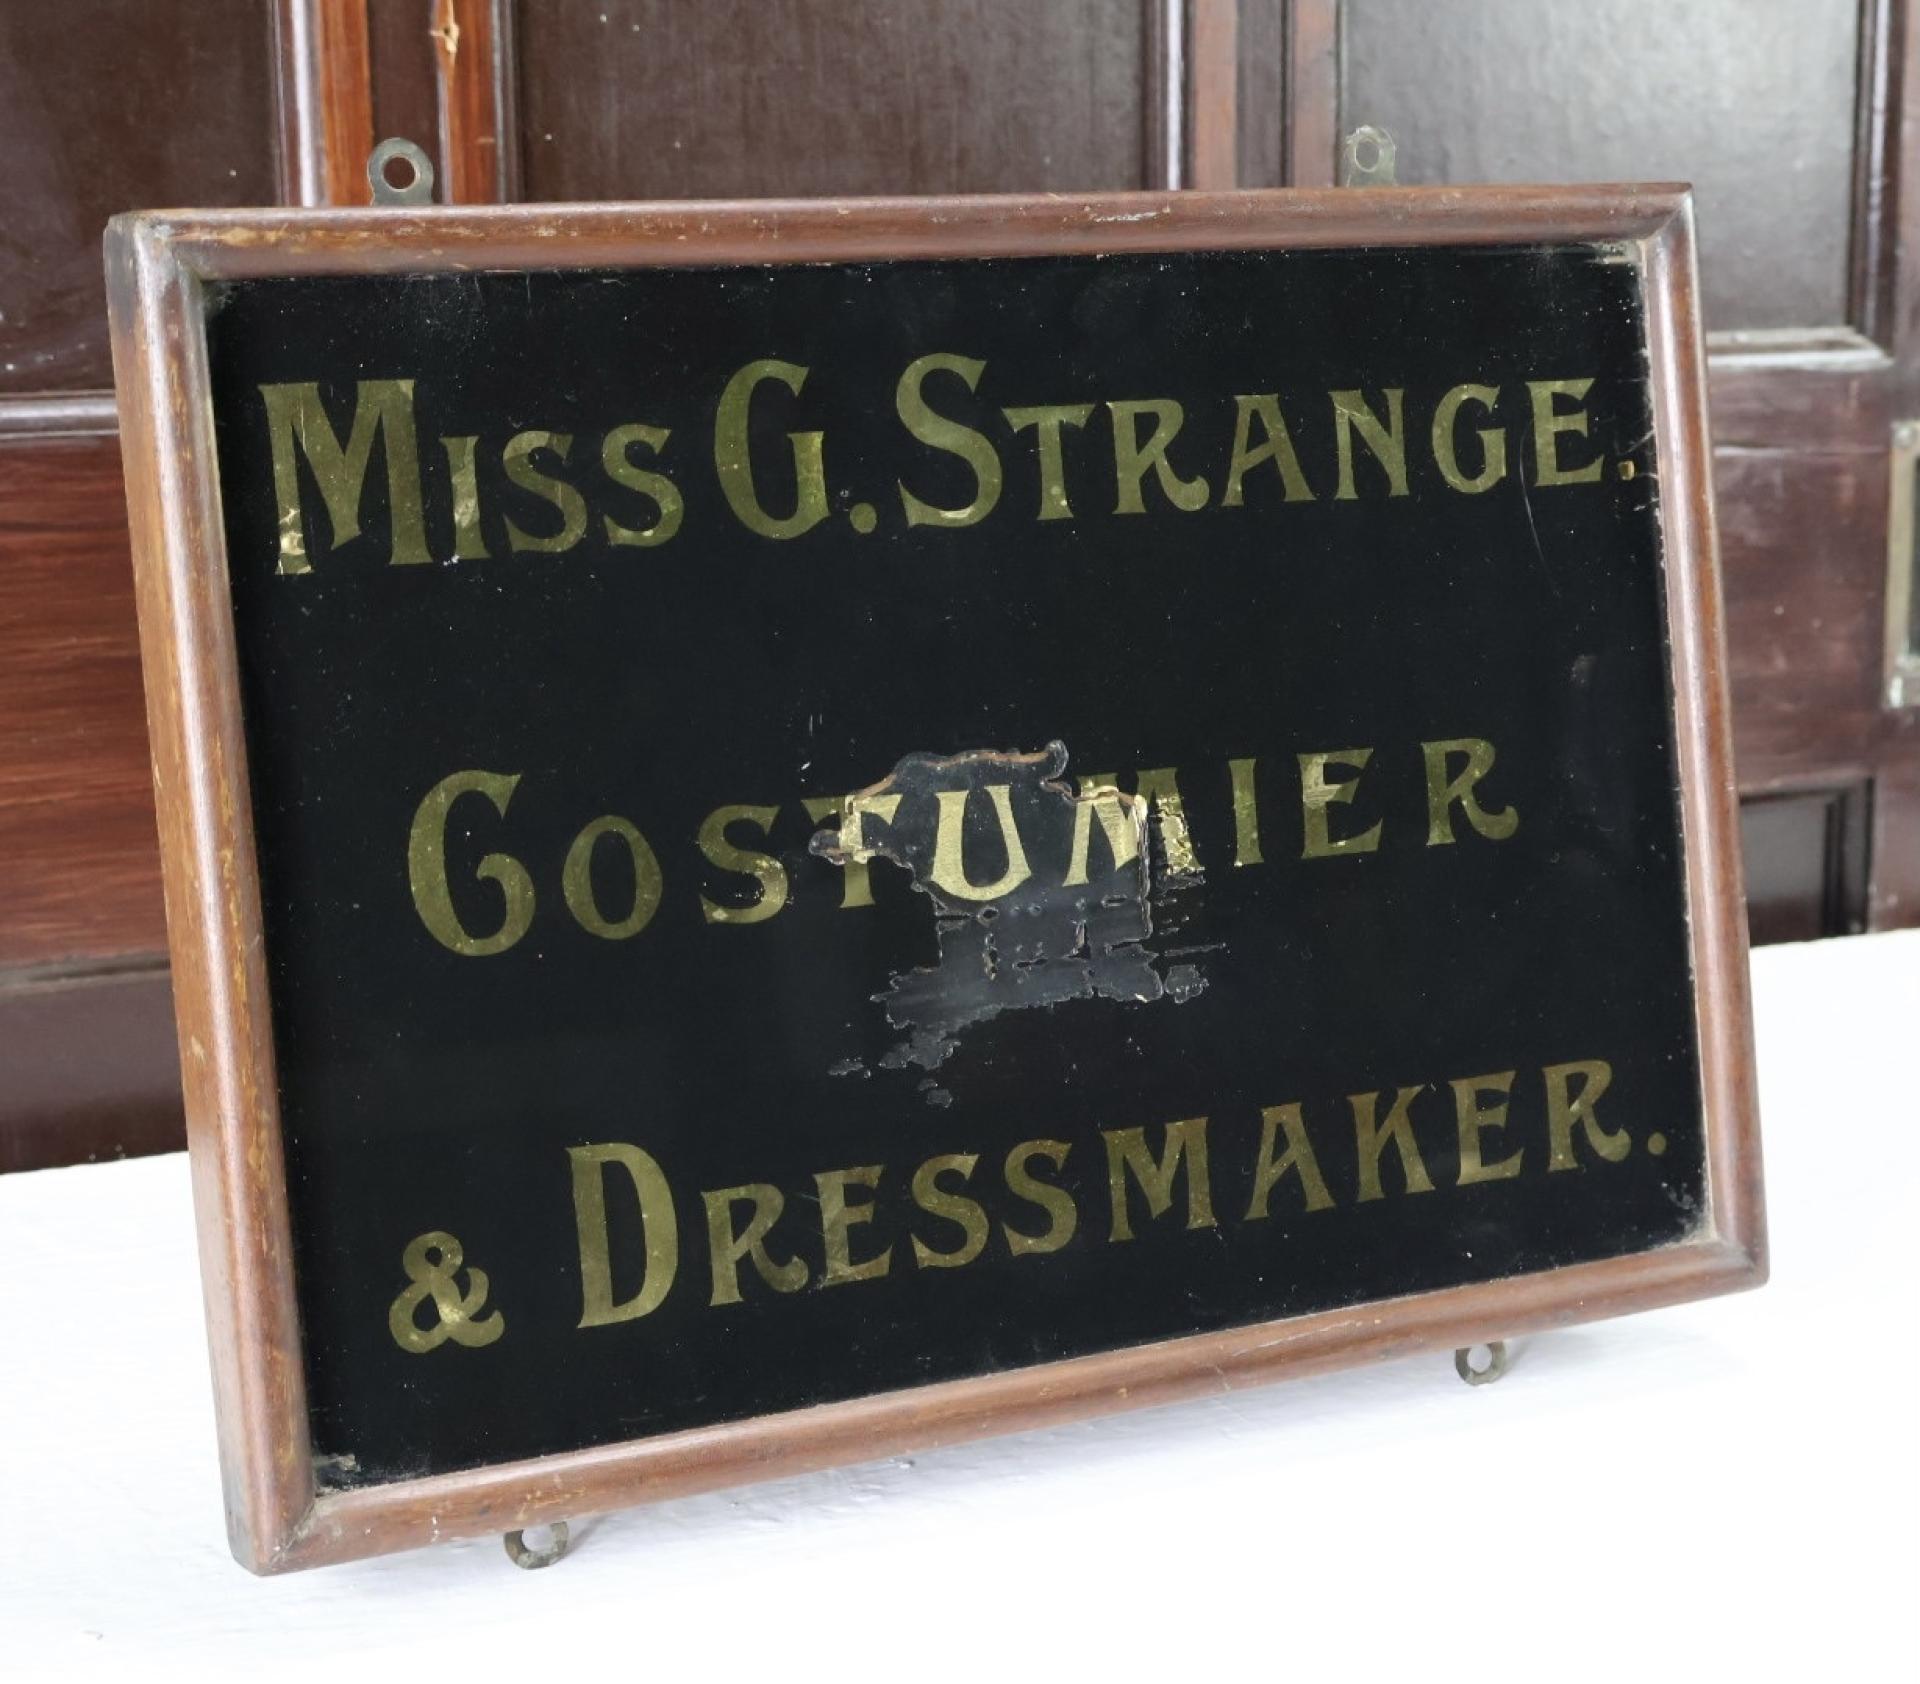 MISS G. STRANGE.
COSTUMIER
& DRESSMAKER.